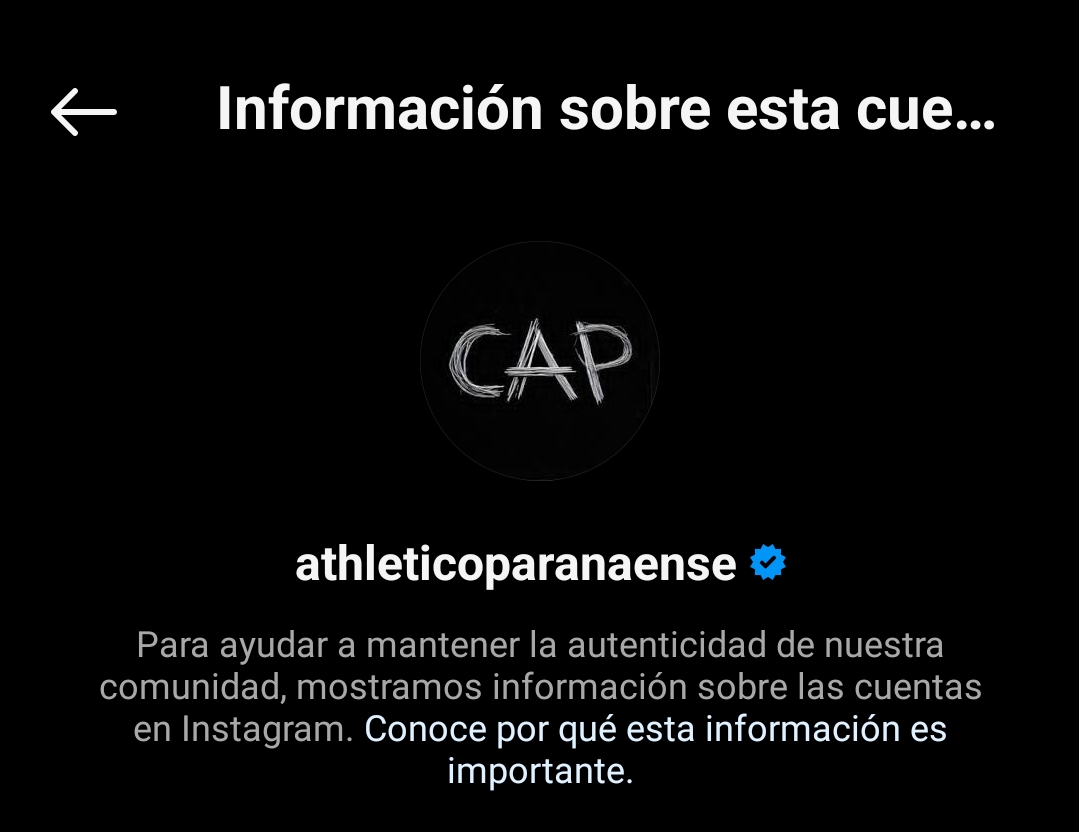 Información sobre esta cue...
CAP
athleticoparanaense
Para ayudar a mantener la autenticidad de nuestra
comunidad, mostramos información sobre las cuentas
en Instagram. Conoce por qué esta información es
importante.